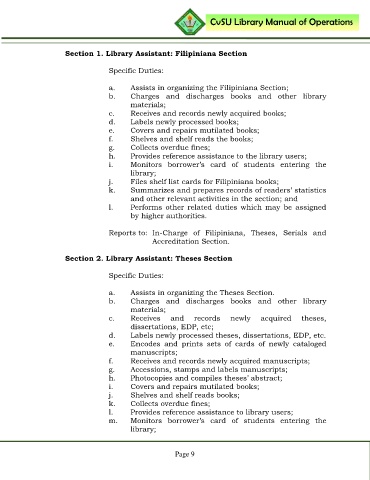 CvSU Library Manual of Operations
Section 1. Library Assistant: Filipiniana Section
Specific Duties:
a. Assists in organizing the Filipiniana Section;
b. Charges and discharges books and other library
materials;
c. Receives and records newly acquired books;
d. Labels newly processed books;
e. Covers and repairs mutilated books;
f. Shelves and shelf reads the books;
g. Collects overdue fines;
h. Provides reference assistance to the library users;
i. Monitors borrower's card of students entering the
library;
j. Files shelf list cards for Filipiniana books;
k. Summarizes and prepares records of readers' statistics
and other relevant activities in the section; and
l. Performs other related duties which may be assigned
by higher authorities.
Reports to: In-Charge of Filipiniana, Theses, Serials and
Accreditation Section.
Section 2. Library Assistant: Theses Section
Specific Duties:
a. Assists in organizing the Theses Section.
b. Charges and discharges books and other library
materials;
c. Receives and records newly acquired theses,
dissertations, EDP, etc;
d. Labels newly processed theses, dissertations, EDP, etc.
e. Encodes and prints sets of cards of newly cataloged
manuscripts;
f. Receives and records newly acquired manuscripts;
g. Accessions, stamps and labels manuscripts;
h. Photocopies and compiles theses' abstract;
i. Covers and repairs mutilated books;
j. Shelves and shelf reads books;
k. Collects overdue fines;
l. Provides reference assistance to library users;
m. Monitors borrower's card of students entering the
library;
Page 9